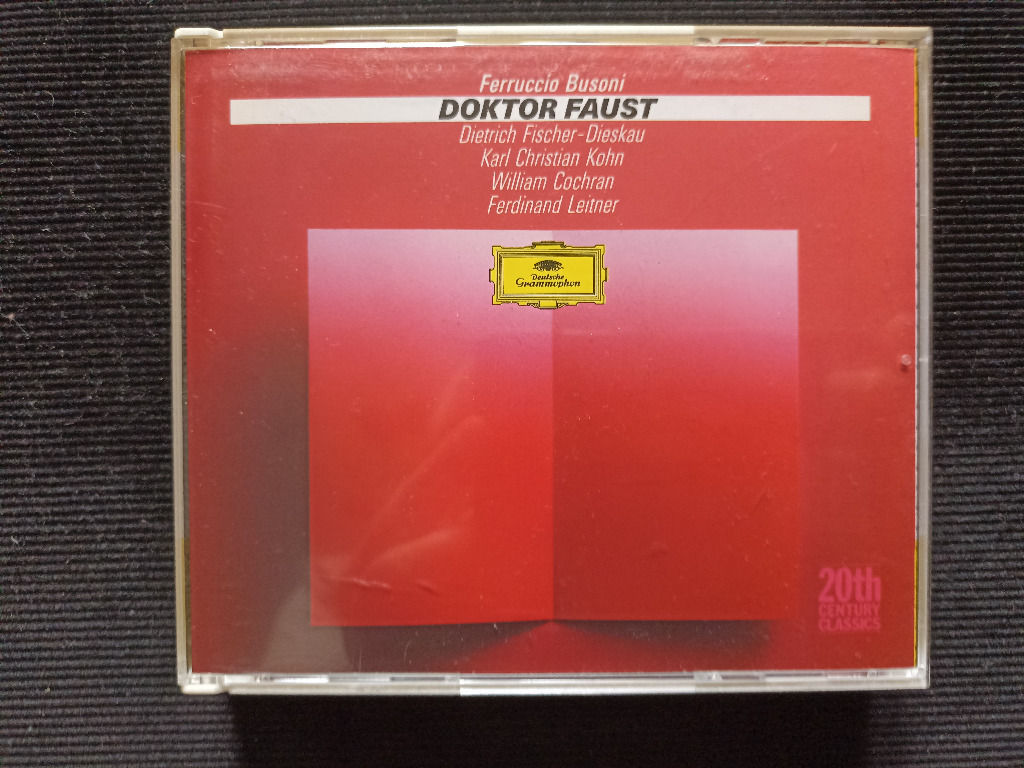 Ferruccio Busoni
DOKTOR FAUST
Dietrich Fischer-Dieskau
Karl Christian Kohn
William Cochran
Ferdinand Leitner
Deutsche
Grammophon
20th
CENTURY
CLASSICS